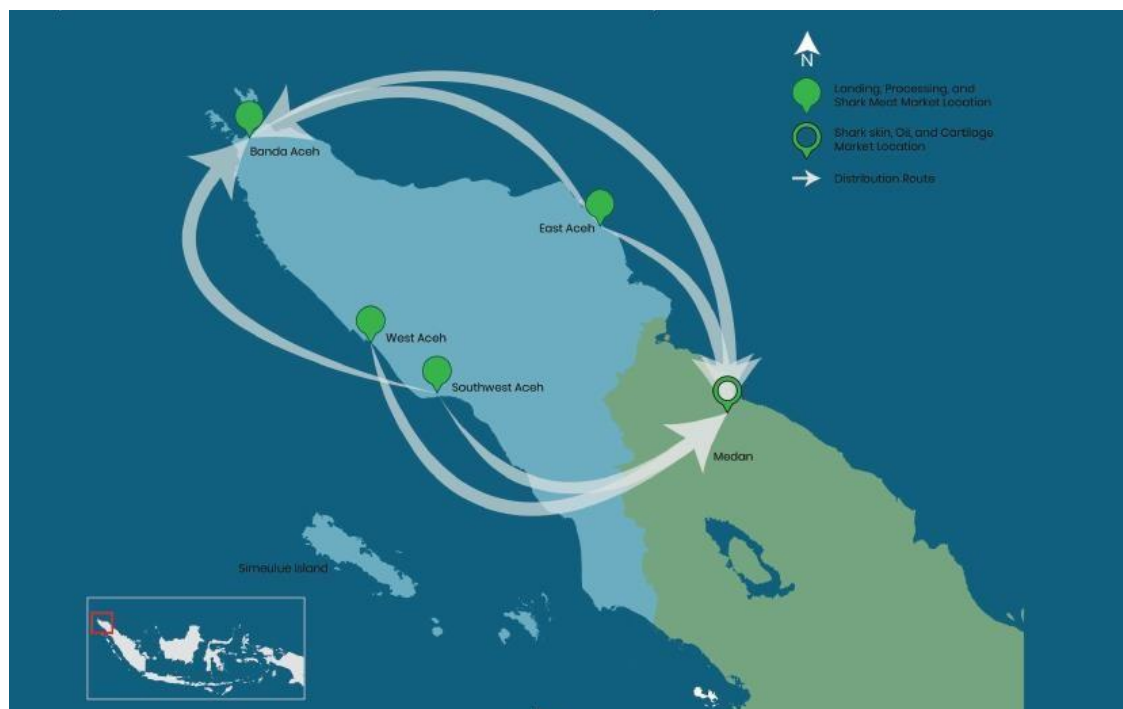 N
Landing, Processing, and
Shark Meat Market Location
Shark skin, Os, and Cartilage
Market Location
Distribution Route
Banda Aceh
East Aceh
West Aceh
Southwest Aceh
Medan
Simeulue Island